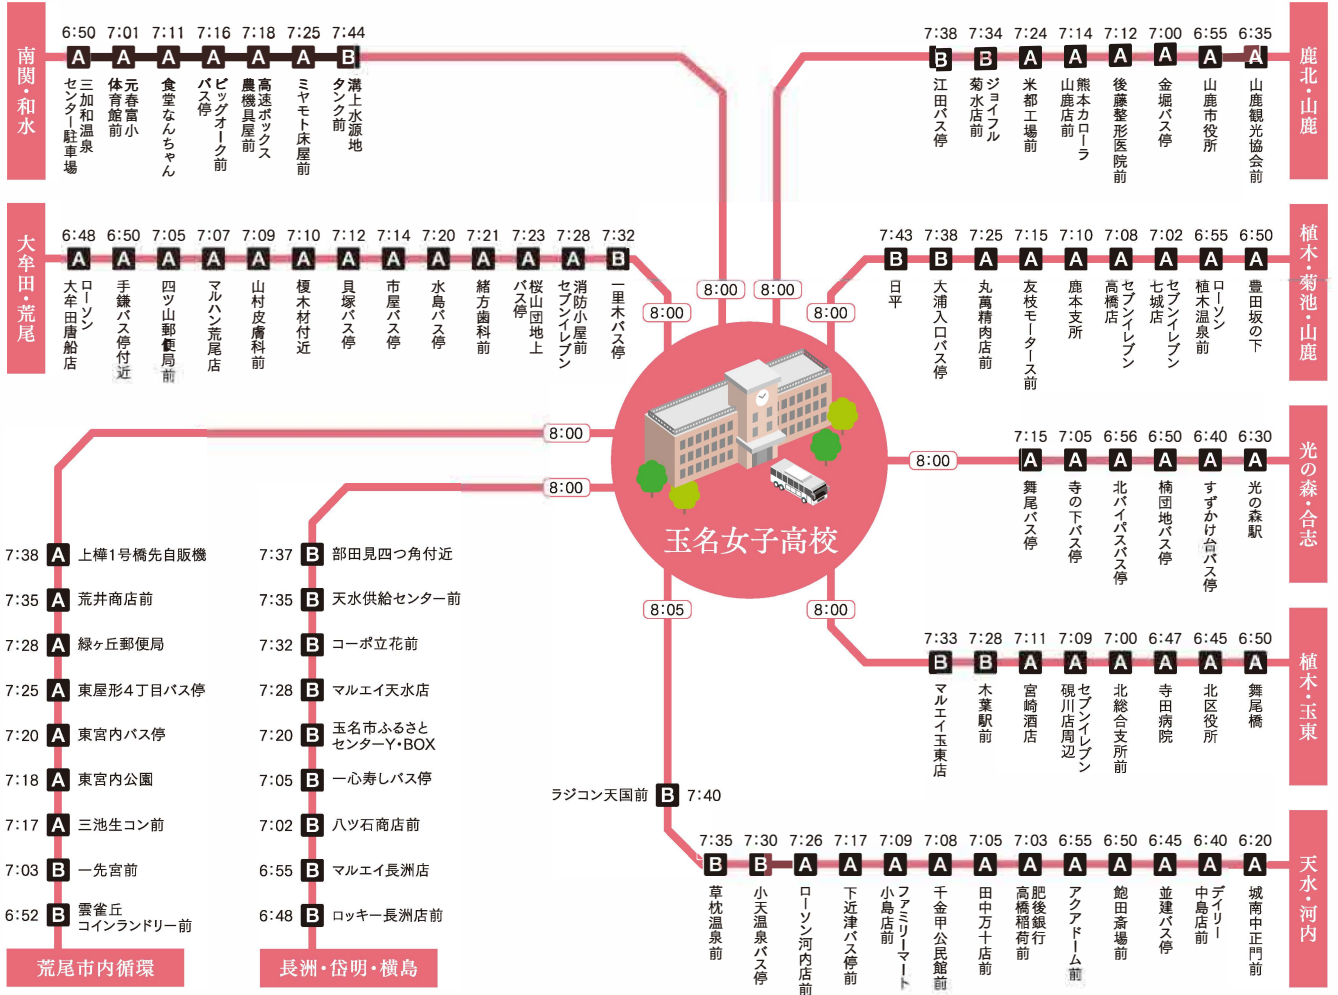 南関・和水
6:50 A 三加和温泉センター駐車場
7:01 A 元春富小体育館前
7:11 A 食堂なんちゃん
7:16 A ビッグオーク前バス停
7:18 A 高速ボックス農機具屋前
7:25 A ミヤモト床屋前
7:44 B 溝上水源地タンク前
8:00
鹿北・山鹿
7:38 B 江田バス停
7:34 B ジョイフル菊水店前
7:24 A 米都工場前
7:14 A 熊本カローラ山鹿店前
7:12 A 後藤整形医院前
7:00 A 金堀バス停
6:55 A 山鹿市役所
6:35 A 山鹿観光協会前
8:00
大牟田・荒尾
6:48 A ローソン大牟田唐船店
6:50 A 手鎌バス停付近
7:05 A 四ツ山郵便局前
7:07 A マルハン荒尾店
7:09 A 山村皮膚科前
7:10 A 榎木材付近
7:12 A 貝塚バス停
7:14 A 市屋バス停
7:20 A 水島バス停
7:21 A 緒方歯科前
7:23 A 桜山団地上バス停
7:28 A 消防小屋前セブンイレブン
7:32 B 一里木バス停
8:00
植木・菊池・山鹿
7:43 B 日平
7:38 B 大浦入口バス停
7:25 A 丸萬精肉店前
7:15 A 友枝モータース前
7:10 A 鹿本支所
7:08 A セブンイレブン高橋店
7:02 A セブンイレブン七城店
6:55 A ローソン植木温泉前
6:50 A 豊田坂の下
8:00
光の森・合志
7:15 A 舞尾バス停
7:05 A 寺の下バス停
6:56 A 北バイパスバス停
6:50 A 楠団地バス停
6:40 A すずかけ台バス停
6:30 A 光の森駅
8:00
玉名女子高校
植木・玉東
7:33 B マルエイ玉東店
7:28 B 木葉駅前
7:11 A 宮崎酒店
7:09 A セブンイレブン硯川店周辺
7:00 A 北総合支所前
6:47 A 寺田病院
6:45 A 北区役所
6:50 A 舞尾橋
8:00
8:00
7:38 A 上樺1号橋先自販機
7:35 A 荒井商店前
7:28 A 緑ヶ丘郵便局
7:25 A 東屋形4丁目バス停
7:20 A 東宮内バス停
7:18 A 東宮内公園
7:17 A 三池生コン前
7:03 B 一先宮前
6:52 B 雲雀丘
コインランドリー前
荒尾市内循環
8:00
7:37 B 部田見四つ角付近
7:35 B 天水供給センター前
7:32 B コーポ立花前
7:28 B マルエイ天水店
7:20 B 玉名市ふるさと
センターY・BOX
7:05 B 一心寿しバス停
7:02 B 八ツ石商店前
6:55 B マルエイ長洲店
6:48 B ロッキー長洲店前
長洲・岱明・横島
8:05
ラジコン天国前 B 7:40
天水・河内
7:35 B 草枕温泉前
7:30 B 小天温泉バス停
7:26 A ローソン河内店前
7:17 A 下近津バス停前
7:09 A ファミリーマート小島店前
7:08 A 千金甲公民館前
7:05 A 田中万十店前
7:03 A 肥後銀行高橋稲荷前
6:55 A アクアドーム前
6:50 A 飽田斎場前
6:45 A 並建バス停
6:40 A デイリー中島店前
6:20 A 城南中正門前